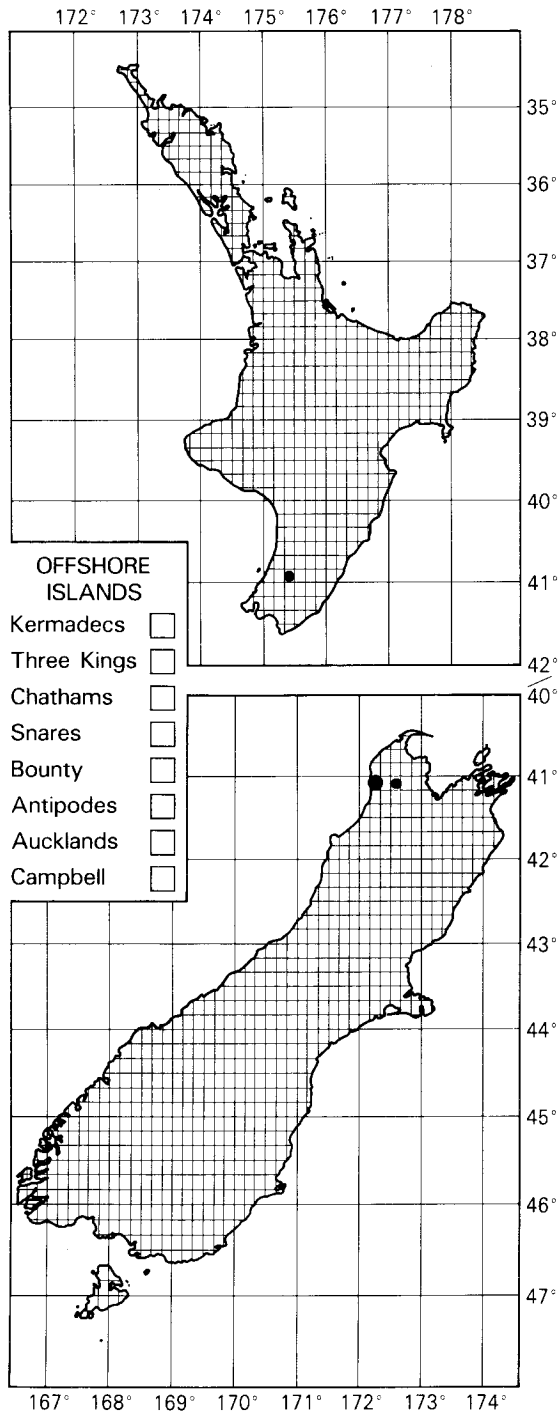 172° 173° 174° 175° 176° 177° 178°
35°
36°
37°
38°
39°
40°
41°
42°
OFFSHORE
ISLANDS
Kermadecs
Three Kings
Chathams
Snares
Bounty
Antipodes
Aucklands
Campbell
40°
41°
42°
43°
44°
45°
46°
47°
167° 168° 169° 170° 171° 172° 173° 174°